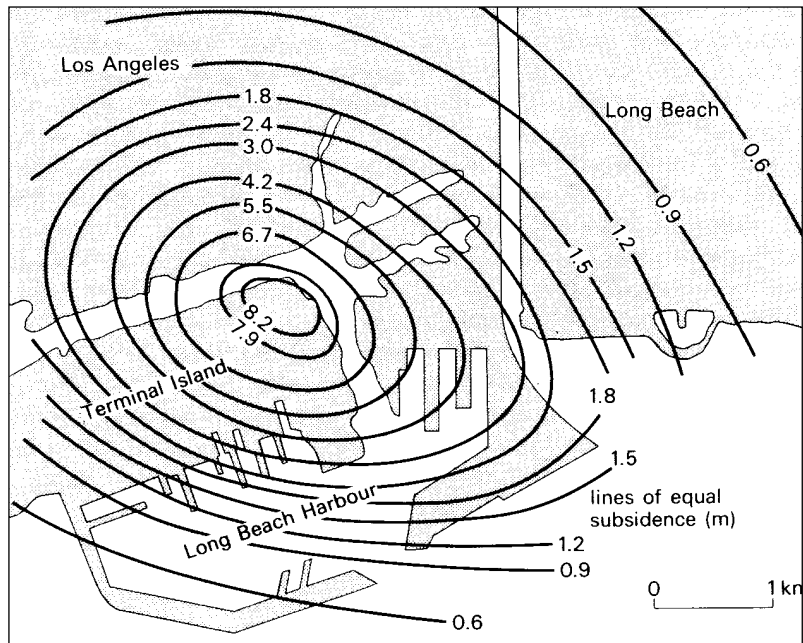 Los Angeles
1.8
2.4
3.0
4.2
5.5
6.7
8.2
7.9
Long Beach
0.6
0.9
1.2
1.5
Terminal Island
Long Beach Harbour
1.8
1.5
lines of equal
subsidence (m)
1.2
0.9
0.6
0
1 km